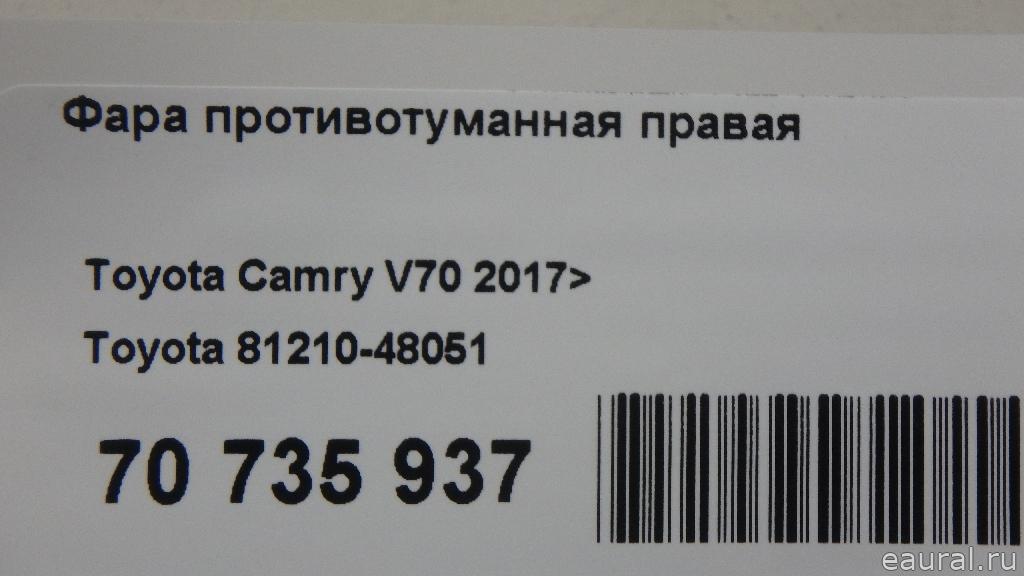 Фара противотуманная правая
Toyota Camry V70 2017>
Toyota 81210-48051
70 735 937
eaural.ru